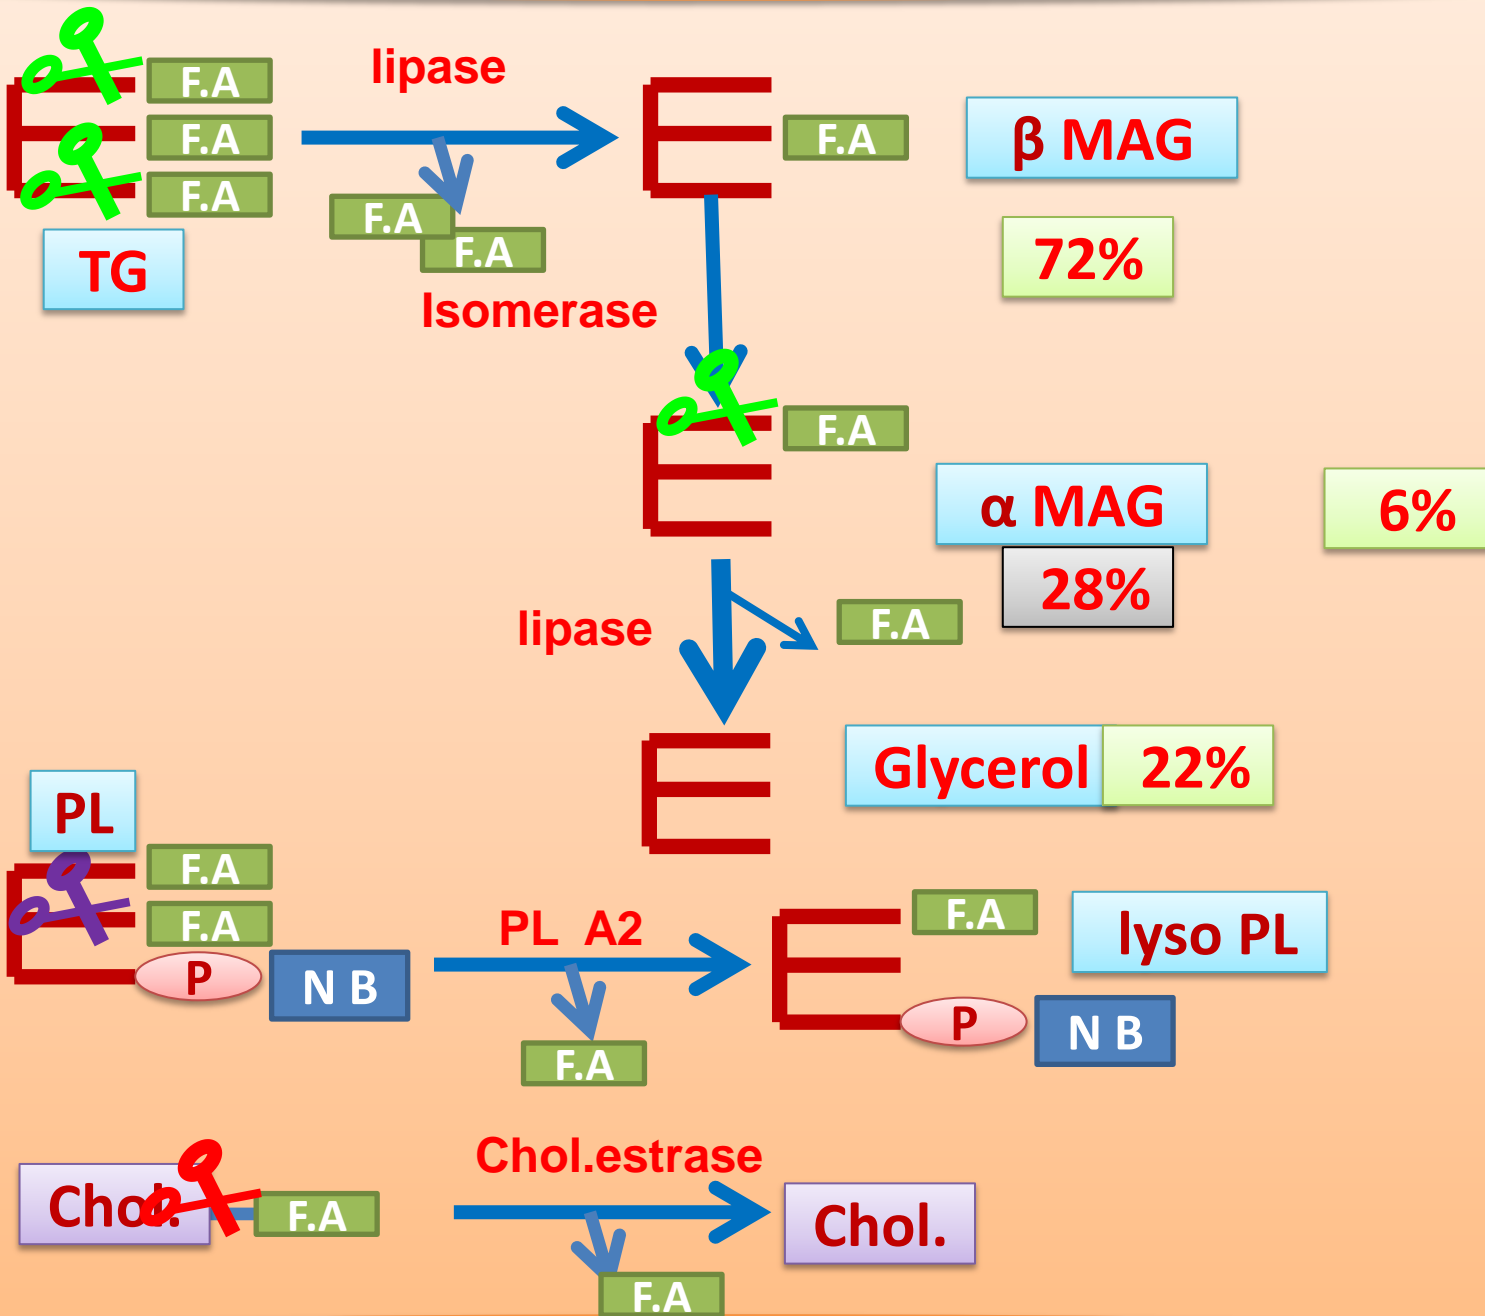 F.A
F.A
F.A
TG
lipase
F.A
F.A
F.A
β MAG
72%
Isomerase
F.A
α MAG
6%
28%
lipase
F.A
Glycerol
22%
PL
F.A
F.A
P
N B
PL A2
F.A
F.A
lyso PL
P
N B
Chol.
F.A
Chol.estrase
F.A
Chol.